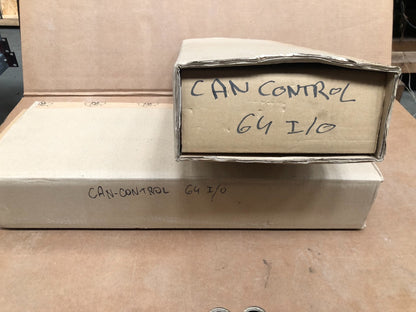 CAN CONTROL
64 I/O
CAN-CONTROL 64 I/O